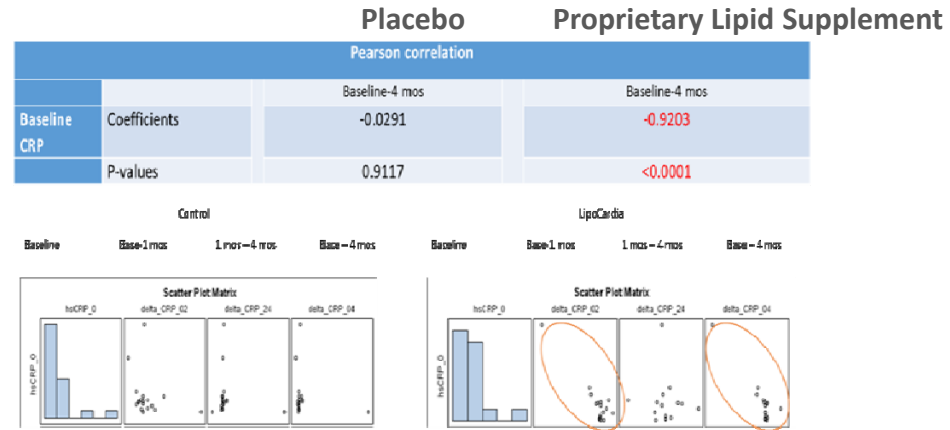 Placebo Proprietary Lipid Supplement
Pearson correlation
Baseline-4 mos Baseline-4 mos
Baseline CRP Coefficients -0.0291 -0.9203
P-values 0.9117 <0.0001
Control LipoCardia
Baseline Base-1 mos 1 mos – 4 mos Base – 4 mos Baseline Base-1 mos 1 mos – 4 mos Base – 4 mos
Scatter Plot Matrix Scatter Plot Matrix
hsCRP_0 delta_CRP_02 delta_CRP_24 delta_CRP_04 hsCRP_0 delta_CRP_02 delta_CRP_24 delta_CRP_04
hsCRP_0 hsCRP_0